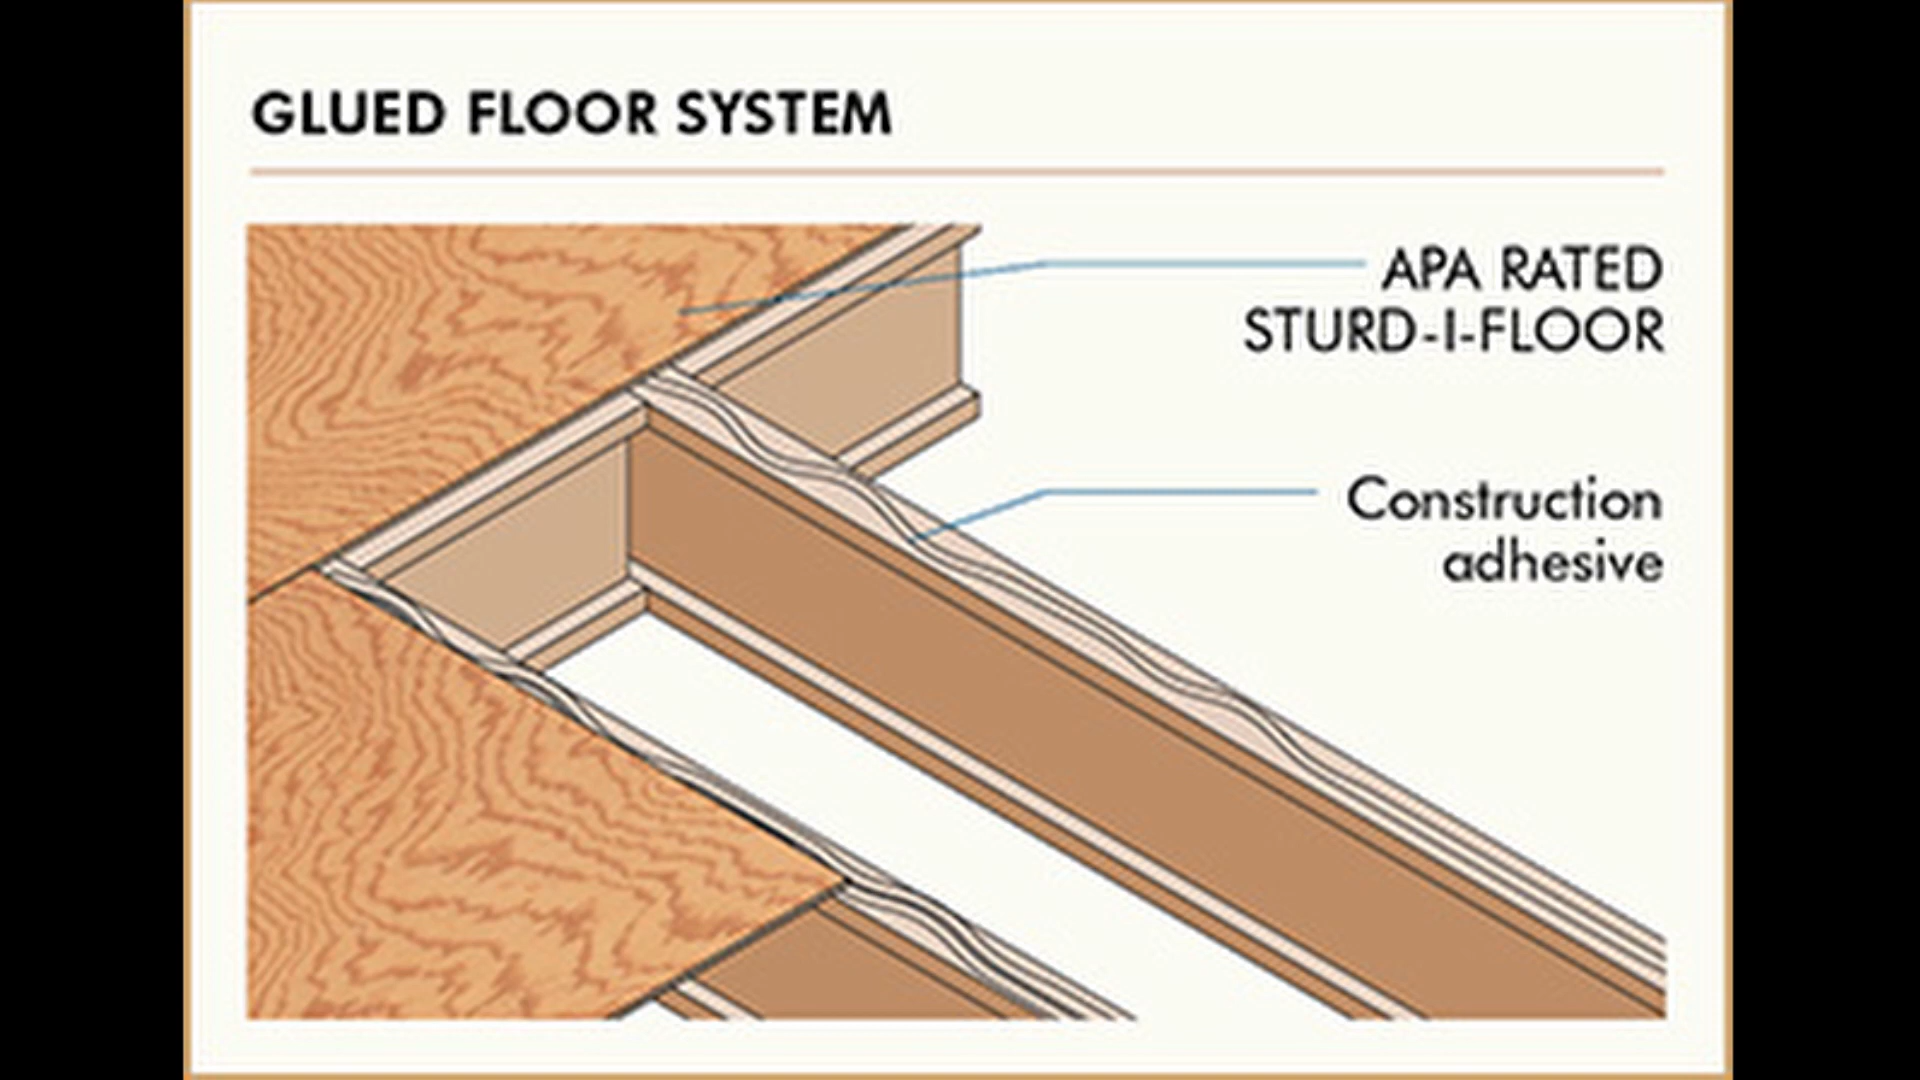 GLUED FLOOR SYSTEM
APA RATED
STURD-I-FLOOR
Construction
adhesive